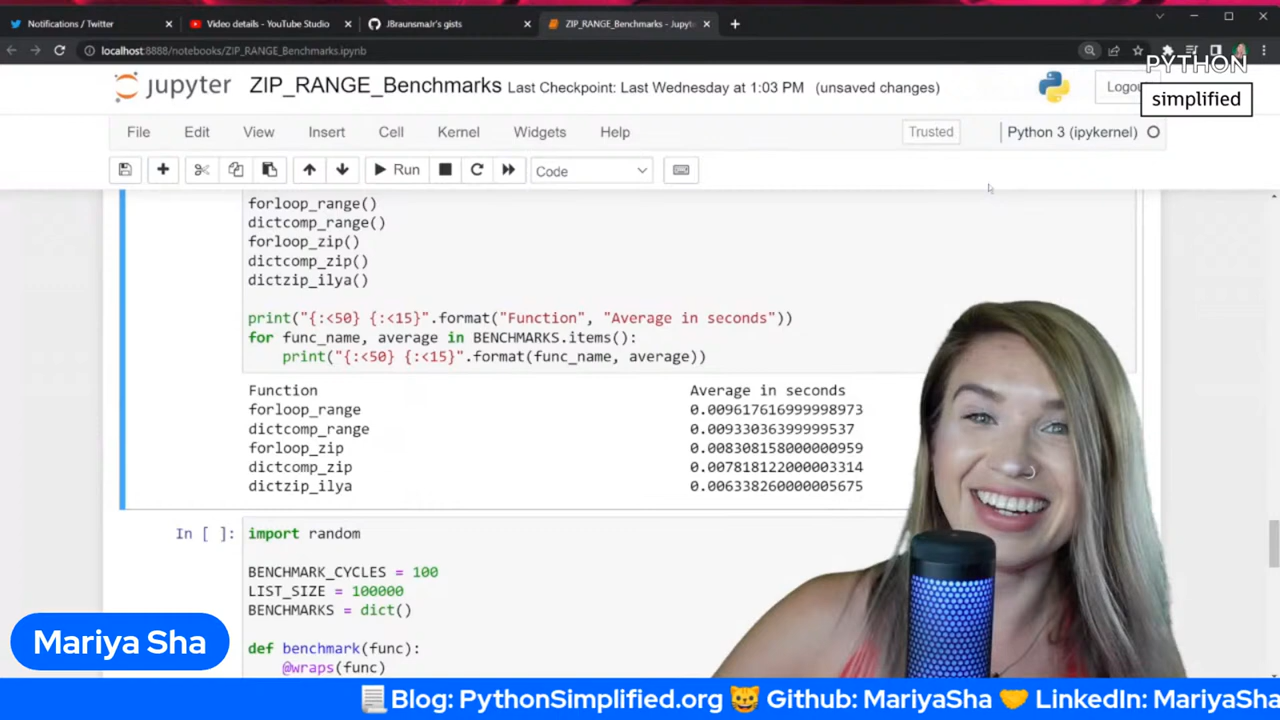 Notifications / Twitter
Video details - YouTube Studio
JBraunsmaJr's gists
ZIP_RANGE_Benchmarks - Jupyte
localhost:8888/notebooks/ZIP_RANGE_Benchmarks.ipynb
PYTHON
simplified
jupyter ZIP_RANGE_Benchmarks Last Checkpoint: Last Wednesday at 1:03 PM (unsaved changes)
Logou
File Edit View Insert Cell Kernel Widgets Help
Trusted
Python 3 (ipykernel)
Run
Code
forloop_range()
dictcomp_range()
forloop_zip()
dictcomp_zip()
dictzip_ilya()
print("{:<50} {:<15}".format("Function", "Average in seconds"))
for func_name, average in BENCHMARKS.items():
print("{:<50} {:<15}".format(func_name, average))
Function Average in seconds
forloop_range 0.009617616999998973
dictcomp_range 0.00933036399999537
forloop_zip 0.008308158000000959
dictcomp_zip 0.007818122000003314
dictzip_ilya 0.006338260000005675
In [ ]: import random
BENCHMARK_CYCLES = 100
LIST_SIZE = 100000
BENCHMARKS = dict()
def benchmark(func):
@wraps(func)
Mariya Sha
Blog: PythonSimplified.org Github: MariyaSha LinkedIn: MariyaSha